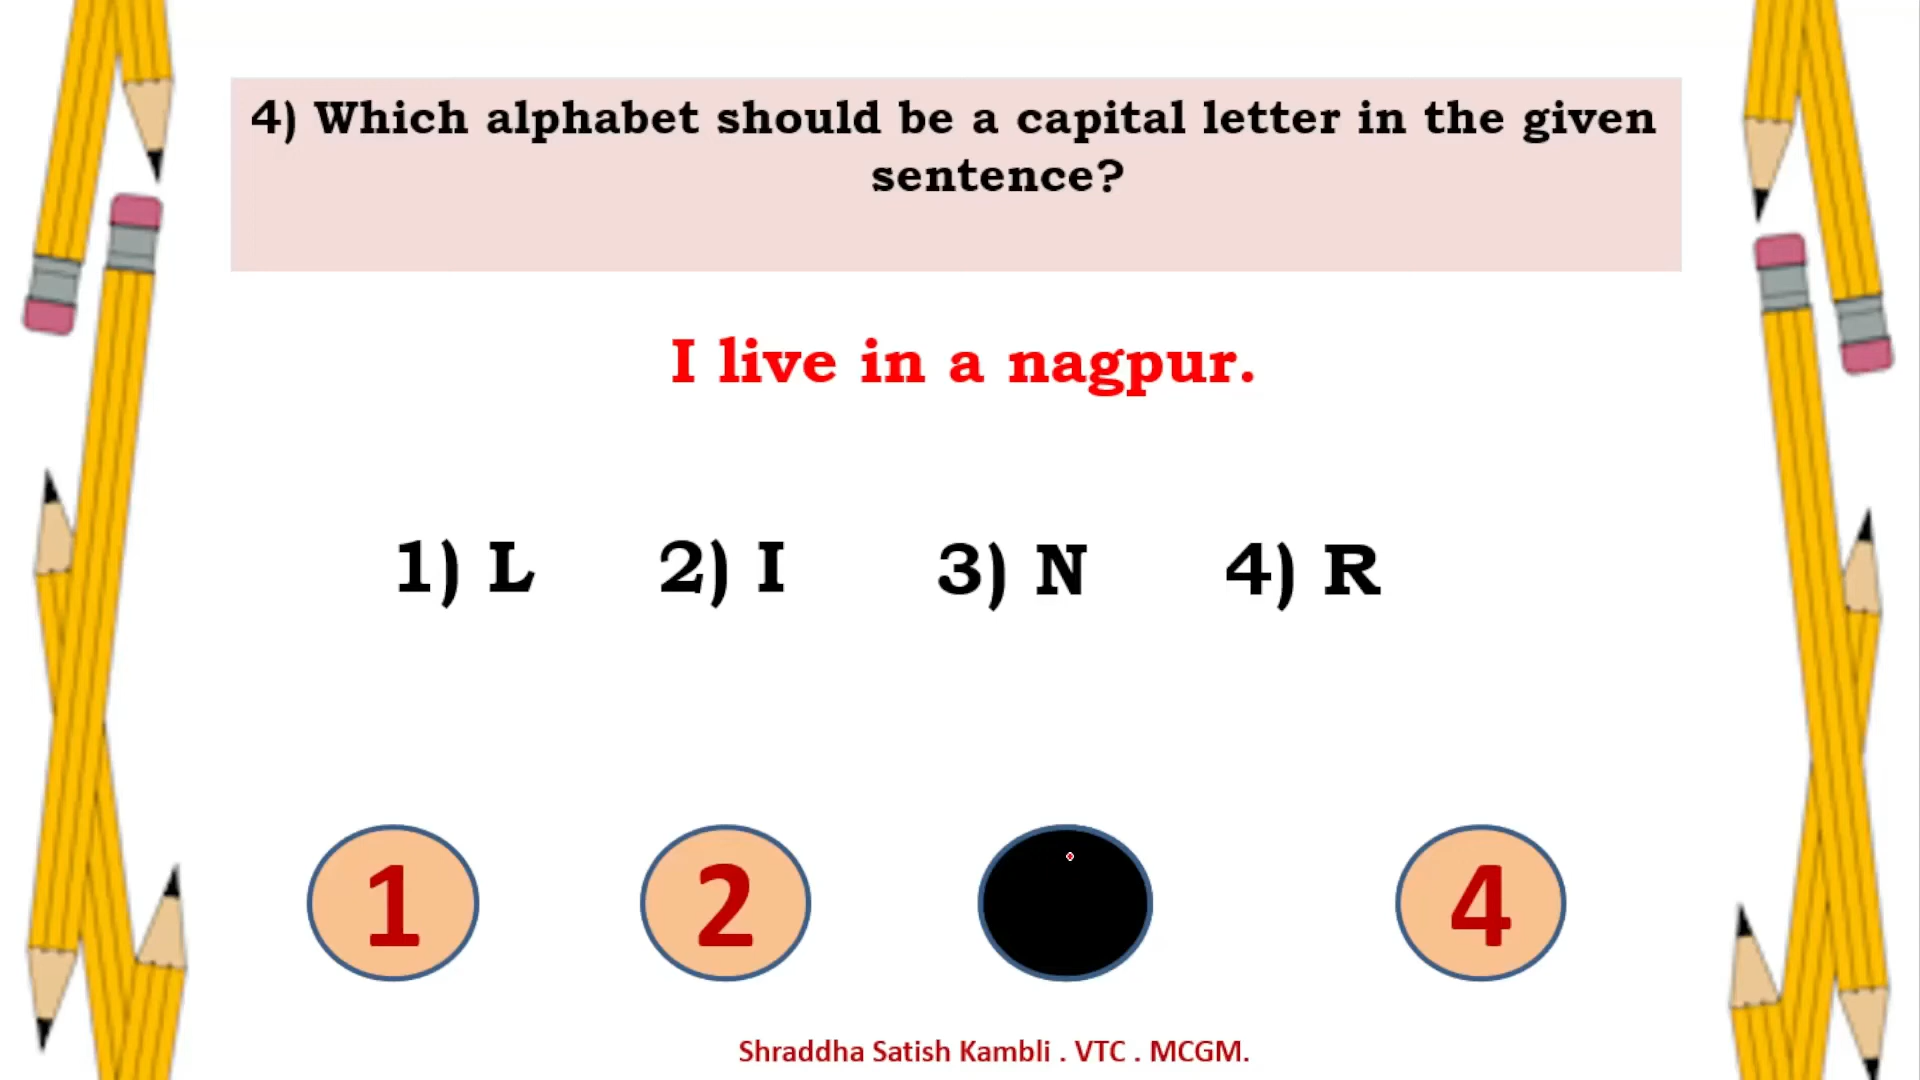 4) Which alphabet should be a capital letter in the given
sentence?
I live in a nagpur.
1) L 2) I 3) N 4) R
1 2 4
Shraddha Satish Kambli . VTC . MCGM.